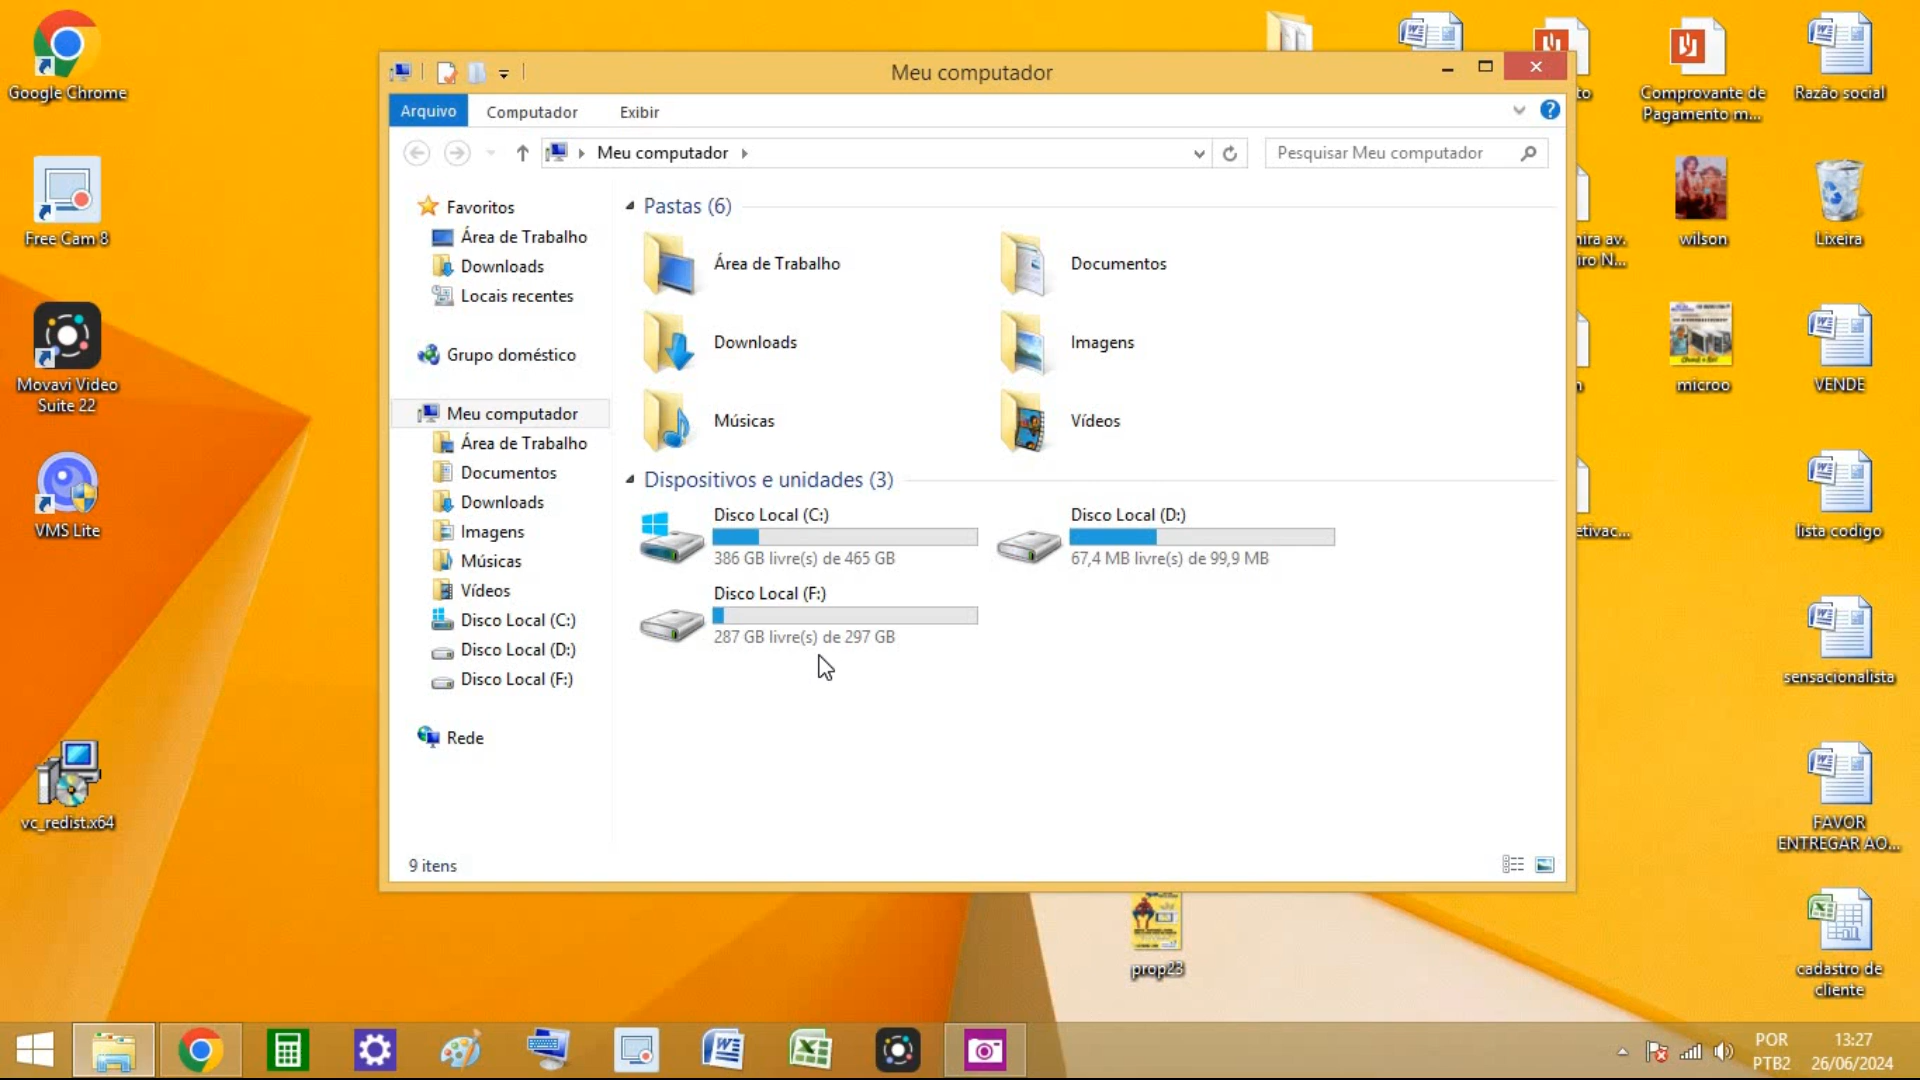 Google Chrome
Free Cam 8
Movavi Video
Suite 22
VMS Lite
vc_redist.x64
Meu computador
Arquivo
Computador
Exibir
Meu computador
Pesquisar Meu computador
Favoritos
Área de Trabalho
Downloads
Locais recentes
Grupo doméstico
Meu computador
Área de Trabalho
Documentos
Downloads
Imagens
Músicas
Vídeos
Disco Local (C:)
Disco Local (D:)
Disco Local (F:)
Rede
Pastas (6)
Área de Trabalho
Documentos
Downloads
Imagens
Músicas
Vídeos
Dispositivos e unidades (3)
Disco Local (C:)
386 GB livre(s) de 465 GB
Disco Local (D:)
67,4 MB livre(s) de 99,9 MB
Disco Local (F:)
287 GB livre(s) de 297 GB
9 itens
av.
N...
Comprovante de
Pagamento m...
wilson
microo
Razão social
Lixeira
VENDE
lista codigo
sensacionalista
FAVOR
ENTREGAR AO...
cadastro de
cliente
prop23
POR
PTB2
13:27
26/06/2024